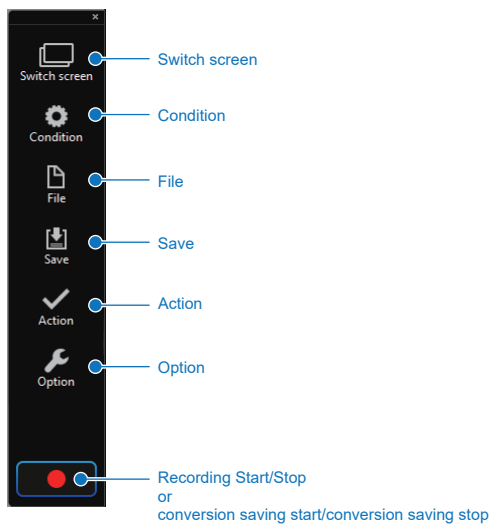 ×
Switch screen
Switch screen
Condition
Condition
File
File
Save
Save
Action
Action
Option
Option
Recording Start/Stop
or
conversion saving start/conversion saving stop